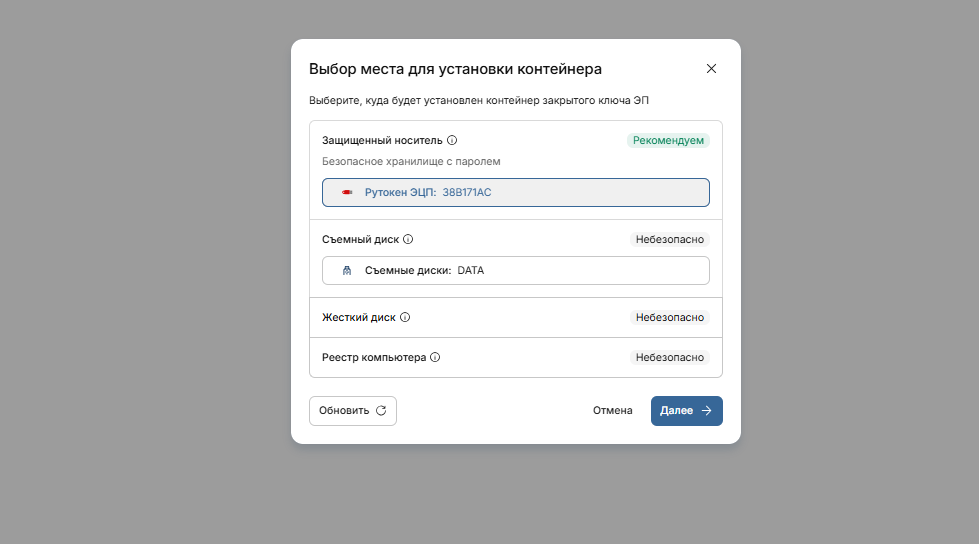 Выбор места для установки контейнера
Выберите, куда будет установлен контейнер закрытого ключа ЭП
Защищенный носитель
Рекомендуем
Безопасное хранилище с паролем
Рутокен ЭЦП: 38B171AC
Съемный диск
Небезопасно
Съемные диски: DATA
Жесткий диск
Небезопасно
Реестр компьютера
Небезопасно
Обновить
Отмена
Далее